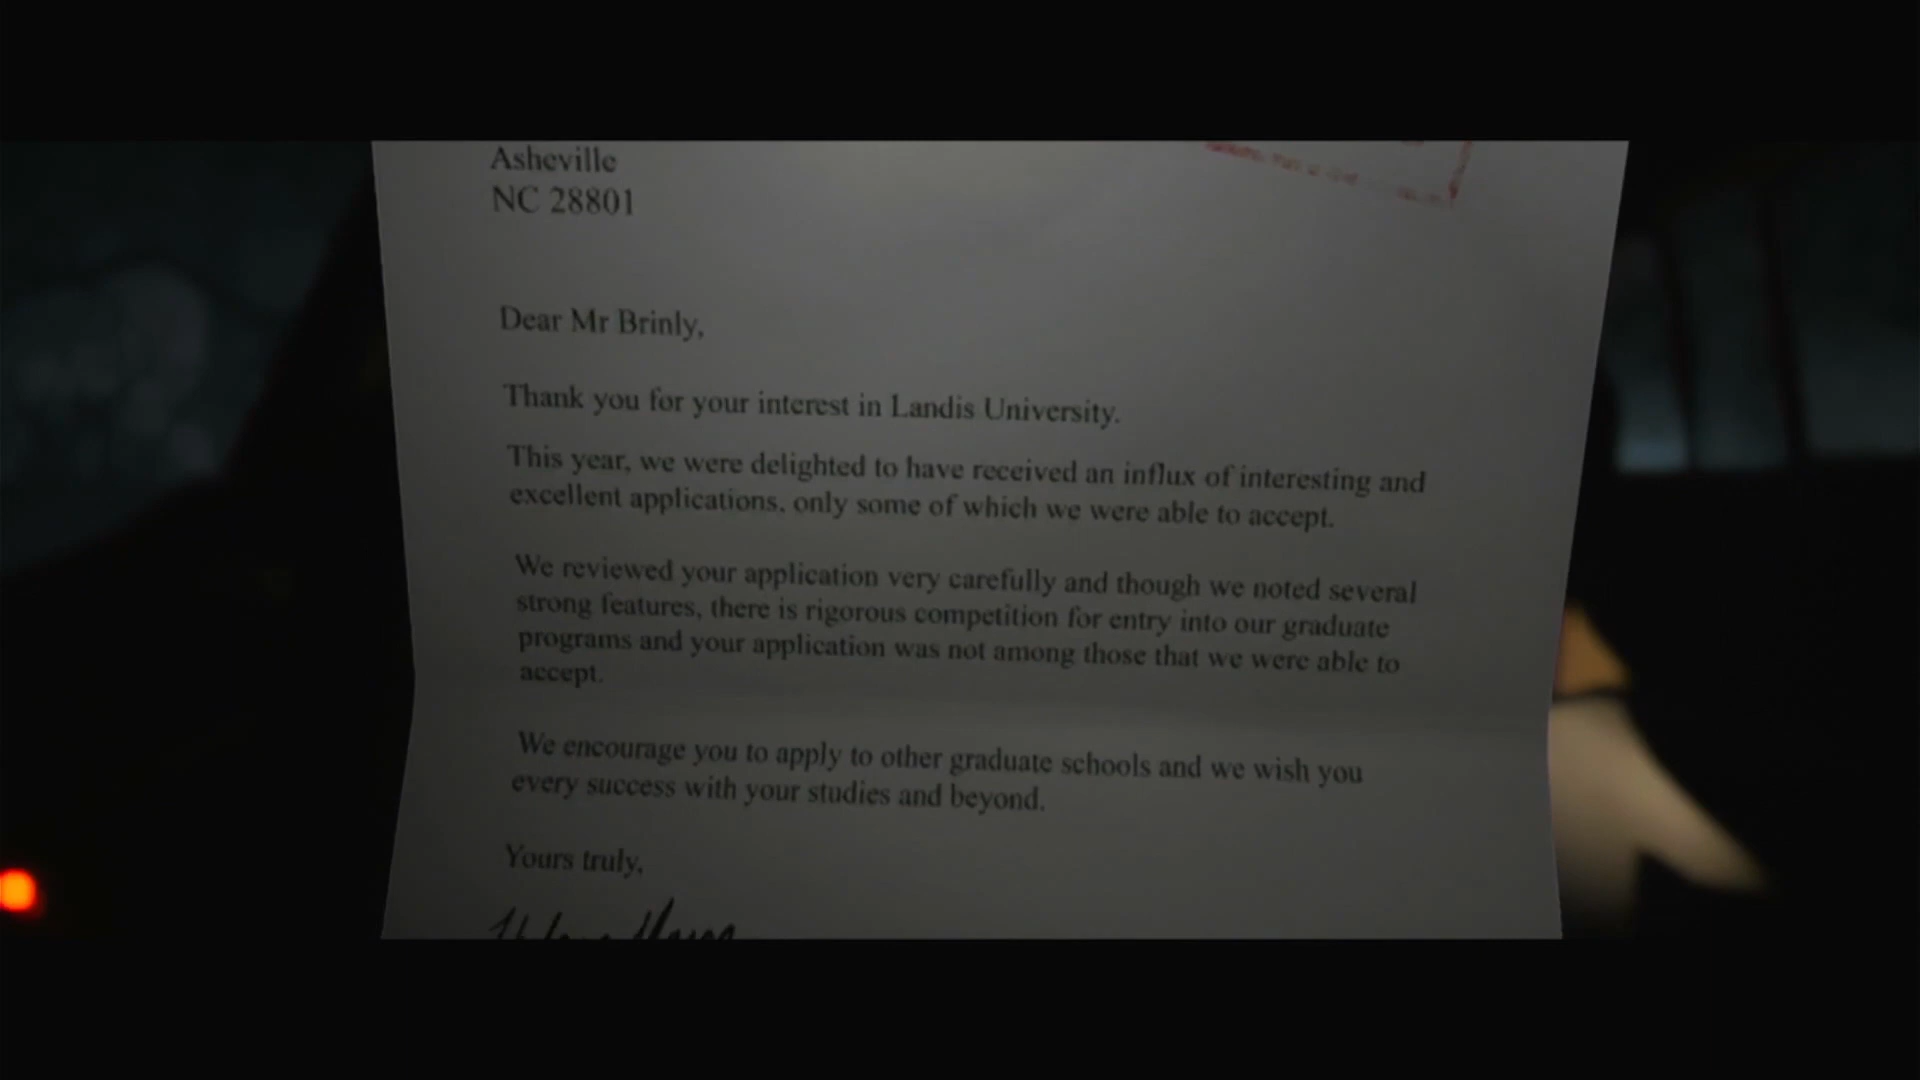 Asheville
NC 28801
Dear Mr Brinly,
Thank you for your interest in Landis University.
This year, we were delighted to have received an influx of interesting and
excellent applications, only some of which we were able to accept.
We reviewed your application very carefully and though we noted several
strong features, there is rigorous competition for entry into our graduate
programs and your application was not among those that we were able to
accept.
We encourage you to apply to other graduate schools and we wish you
every success with your studies and beyond.
Yours truly,